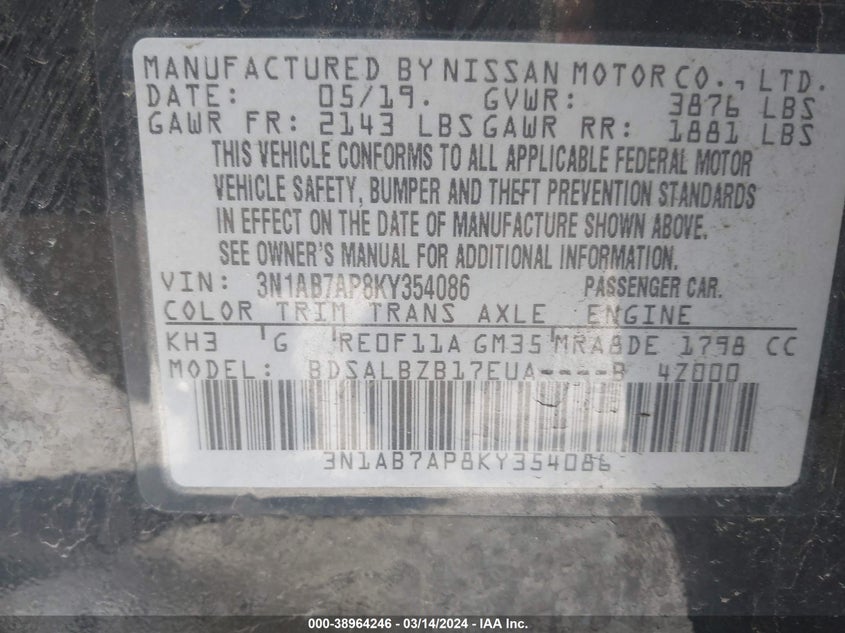 MANUFACTURED BY NISSAN MOTOR CO., LTD.
DATE: 05/19. GVWR: 3876 LBS
GAWR FR: 2143 LBS GAWR RR: 1881 LBS
THIS VEHICLE CONFORMS TO ALL APPLICABLE FEDERAL MOTOR
VEHICLE SAFETY, BUMPER AND THEFT PREVENTION STANDARDS
IN EFFECT ON THE DATE OF MANUFACTURE SHOWN ABOVE.
SEE OWNER'S MANUAL FOR ADDITIONAL INFORMATION.
VIN: 3N1AB7AP8KY354086 PASSENGER CAR.
COLOR TRIM TRANS AXLE ENGINE
KH3 G RE0F11A GM35 MRA8DE 1798 CC
MODEL: BDSALBZB17EUA----B 4Z000
3N1AB7AP8KY354086
000-38964246 - 03/14/2024 - IAA Inc.